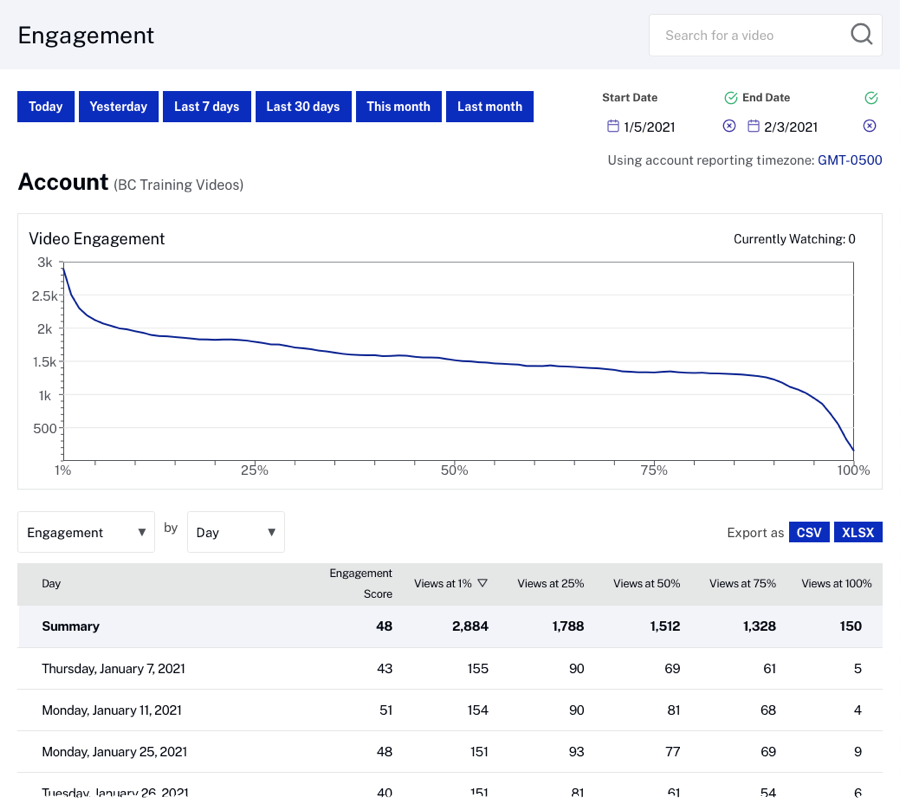 Engagement
Search for a video
Today Yesterday Last 7 days Last 30 days This month Last month
Start Date End Date
1/5/2021 2/3/2021
Using account reporting timezone: GMT-0500
Account (BC Training Videos)
Video Engagement Currently Watching: 0
3k
2.5k
2k
1.5k
1k
500
1% 25% 50% 75% 100%
Engagement by Day Export as CSV XLSX
Day Engagement Score Views at 1% Views at 25% Views at 50% Views at 75% Views at 100%
Summary 48 2,884 1,788 1,512 1,328 150
Thursday, January 7, 2021 43 155 90 69 61 5
Monday, January 11, 2021 51 154 90 81 68 4
Monday, January 25, 2021 48 151 93 77 69 9
Tuesday, January 26, 2021 40 151 81 61 54 6